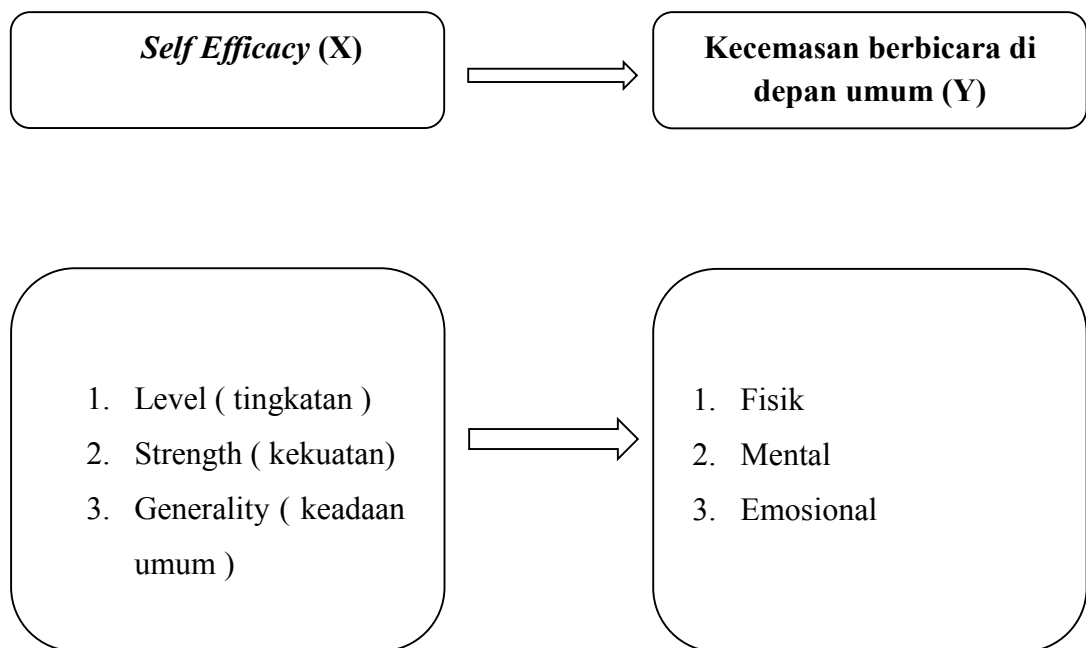 Self Efficacy (X)
Kecemasan berbicara di
depan umum (Y)
1. Level ( tingkatan )
2. Strength ( kekuatan)
3. Generality ( keadaan
umum )
1. Fisik
2. Mental
3. Emosional